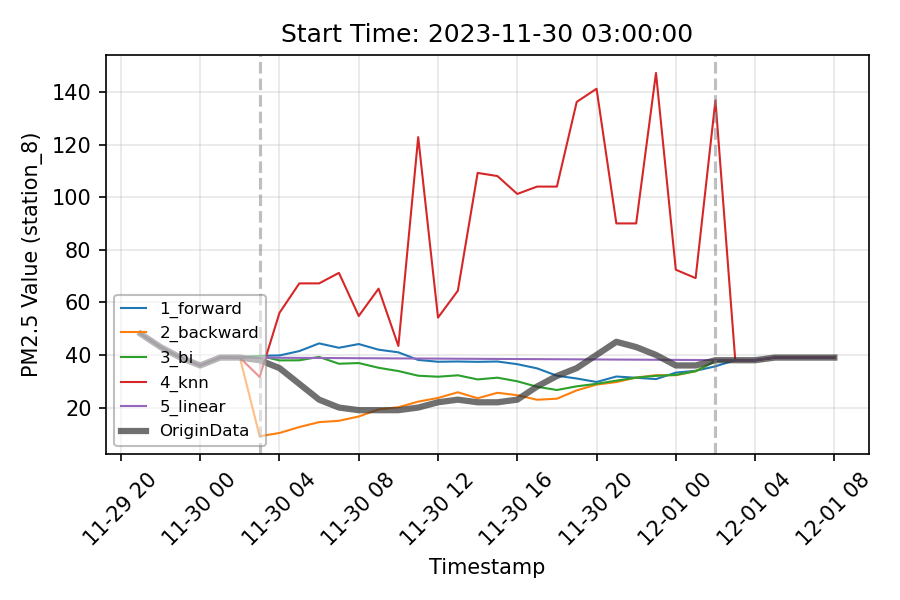 Start Time: 2023-11-30 03:00:00
PM2.5 Value (station_8)
140
120
100
80
60
40
20
1_forward
2_backward
3_bi
4_knn
5_linear
OriginData
11-29 20
11-30 00
11-30 04
11-30 08
11-30 12
11-30 16
11-30 20
12-01 00
12-01 04
12-01 08
Timestamp